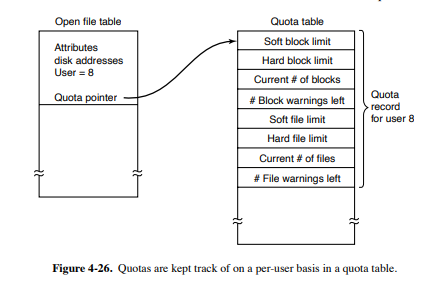 Open file table
Attributes
disk addresses
User = 8
Quota pointer
Quota table
Soft block limit
Hard block limit
Current # of blocks
# Block warnings left
Soft file limit
Hard file limit
Current # of files
# File warnings left
Quota
record
for user 8
Figure 4-26. Quotas are kept track of on a per-user basis in a quota table.